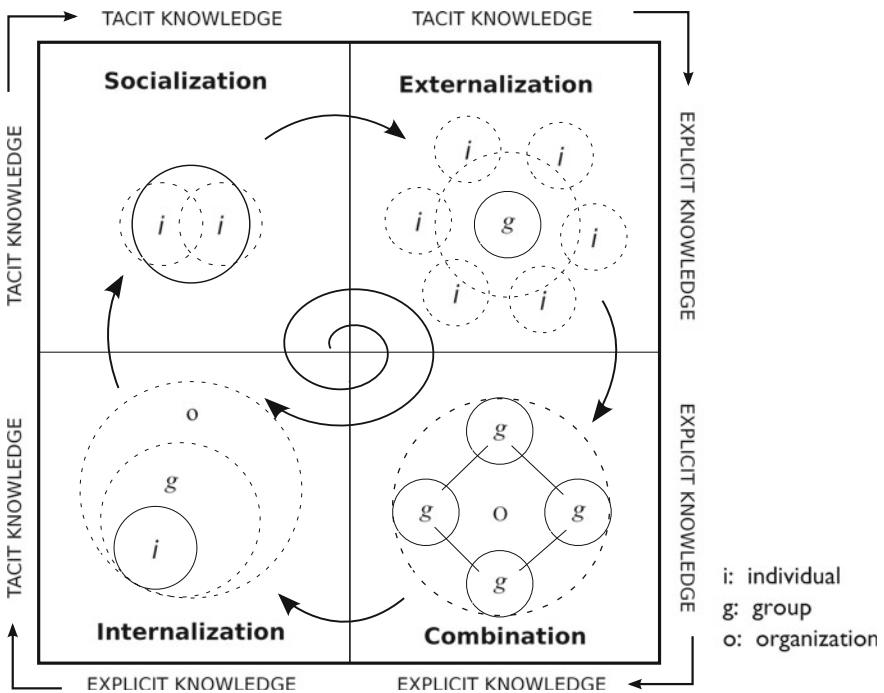 TACIT KNOWLEDGE
TACIT KNOWLEDGE
Socialization
Externalization
TACIT KNOWLEDGE
EXPLICIT KNOWLEDGE
i
i
i
i
i
g
i
i
i
TACIT KNOWLEDGE
EXPLICIT KNOWLEDGE
o
g
i
g
g
o
g
g
Internalization
Combination
i: individual
g: group
o: organization
EXPLICIT KNOWLEDGE
EXPLICIT KNOWLEDGE